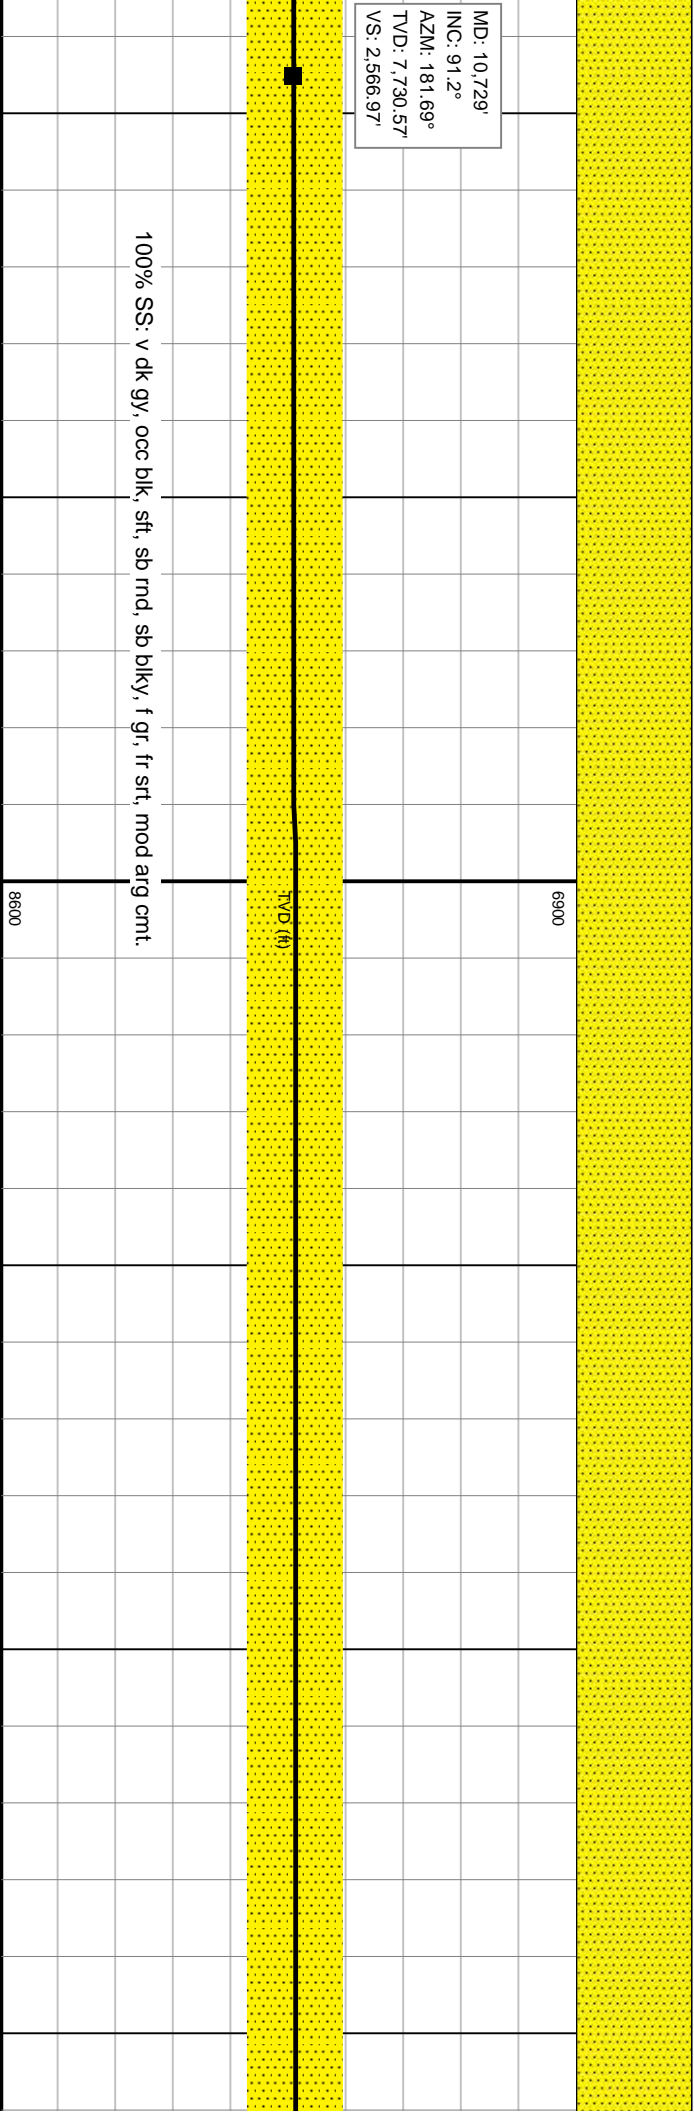 MD: 10,729'
INC: 91.2°
AZM: 181.69°
TVD: 7,730.57'
VS: 2,566.97'
6900
TVD (ft)
100% SS: v dk gy, occ blk, sft, sb rnd, sb blky, f gr, fr srt, mod arg cmt.
8600